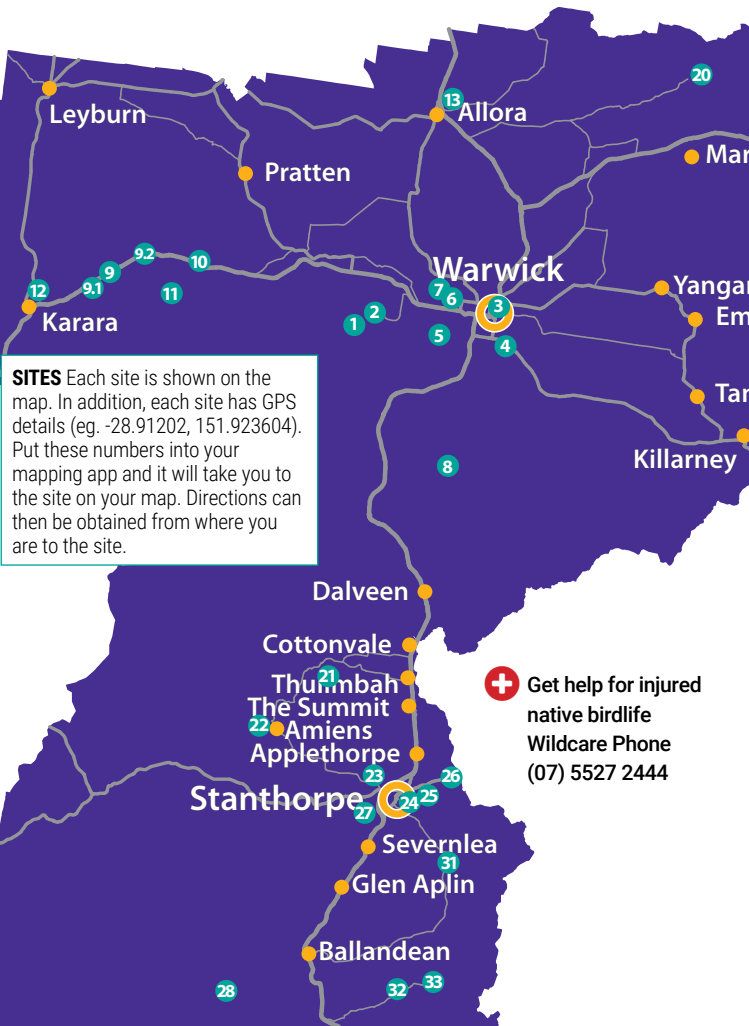 20
13
Allora
Leyburn
Mar
Pratten
9.2
10
Warwick
9
9.1
11
12
7
6
3
Yangar
Karara
2
1
Em
5
4
SITES Each site is shown on the
map. In addition, each site has GPS
details (eg. -28.91202, 151.923604).
Put these numbers into your
mapping app and it will take you to
the site on your map. Directions can
then be obtained from where you
are to the site.
Tan
Killarney
8
Dalveen
Cottonvale
21
Thulimbah
The Summit
22
Amiens
Applethorpe
Get help for injured
native birdlife
Wildcare Phone
(07) 5527 2444
23
26
Stanthorpe
24
25
27
Severnlea
31
Glen Aplin
Ballandean
28
32
33